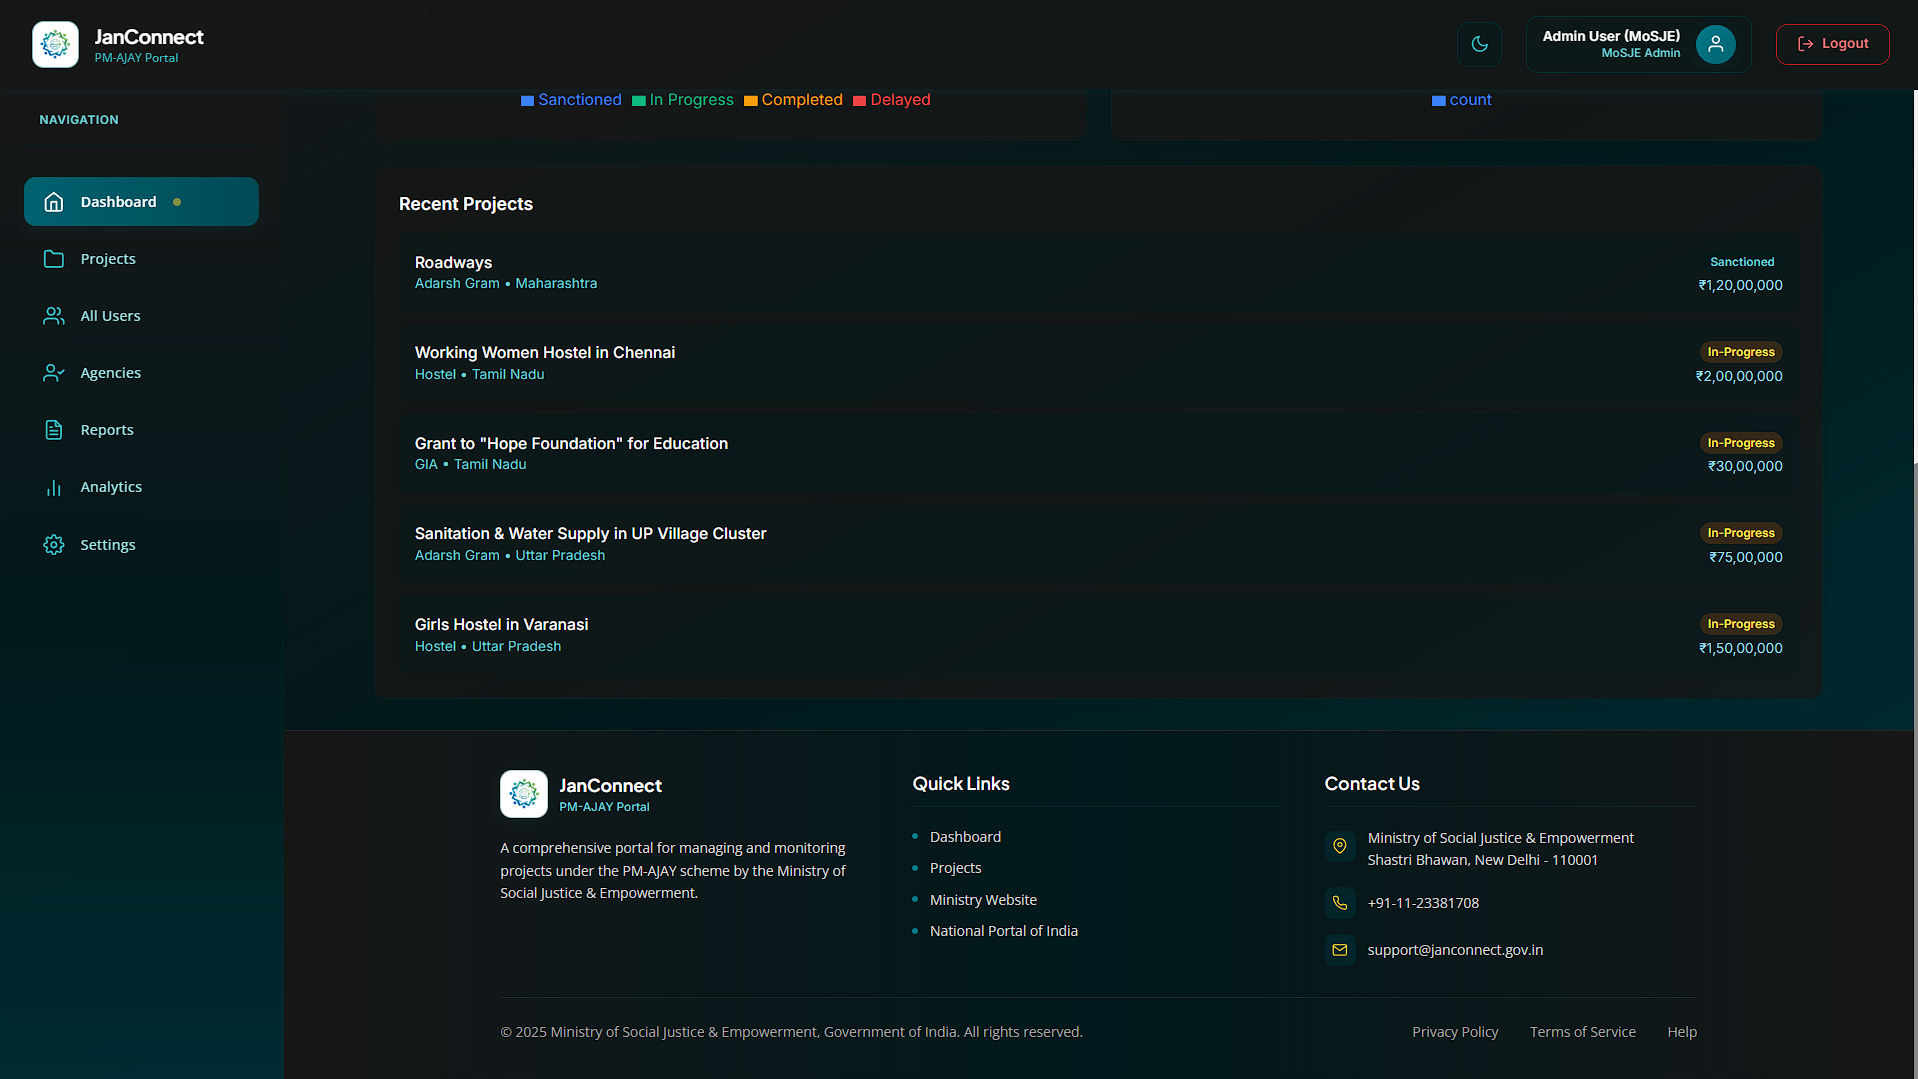 JanConnect
PM-AJAY Portal
Admin User (MoSJE)
MoSJE Admin
Logout
NAVIGATION
Dashboard
Projects
All Users
Agencies
Reports
Analytics
Settings
Sanctioned In Progress Completed Delayed
count
Recent Projects
Roadways
Adarsh Gram • Maharashtra
Sanctioned
₹1,20,00,000
Working Women Hostel in Chennai
Hostel • Tamil Nadu
In-Progress
₹2,00,00,000
Grant to "Hope Foundation" for Education
GIA • Tamil Nadu
In-Progress
₹30,00,000
Sanitation & Water Supply in UP Village Cluster
Adarsh Gram • Uttar Pradesh
In-Progress
₹75,00,000
Girls Hostel in Varanasi
Hostel • Uttar Pradesh
In-Progress
₹1,50,00,000
JanConnect
PM-AJAY Portal
A comprehensive portal for managing and monitoring
projects under the PM-AJAY scheme by the Ministry of
Social Justice & Empowerment.
Quick Links
Dashboard
Projects
Ministry Website
National Portal of India
Contact Us
Ministry of Social Justice & Empowerment
Shastri Bhawan, New Delhi - 110001
+91-11-23381708
support@janconnect.gov.in
© 2025 Ministry of Social Justice & Empowerment, Government of India. All rights reserved.
Privacy Policy
Terms of Service
Help